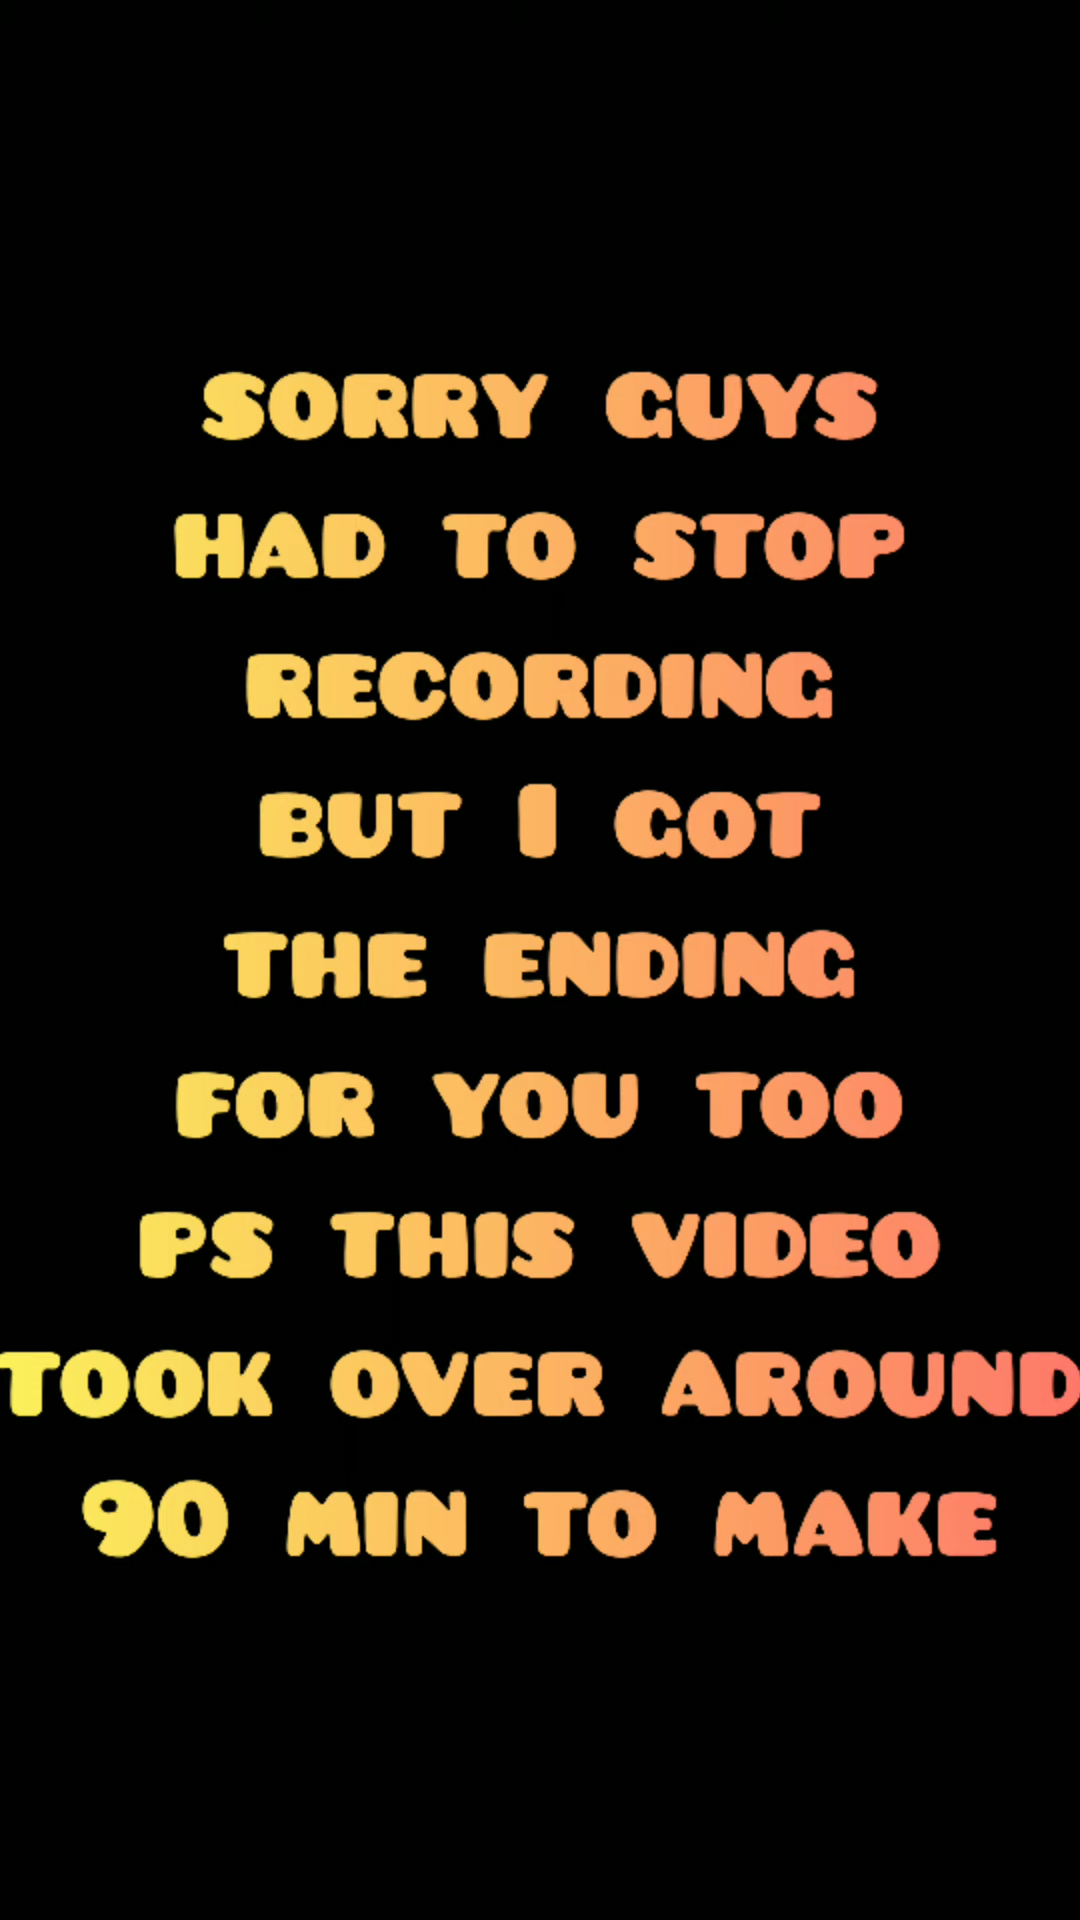 SORRY GUYS
HAD TO STOP
RECORDING
BUT I GOT
THE ENDING
FOR YOU TOO
PS THIS VIDEO
TOOK OVER AROUND
90 MIN TO MAKE